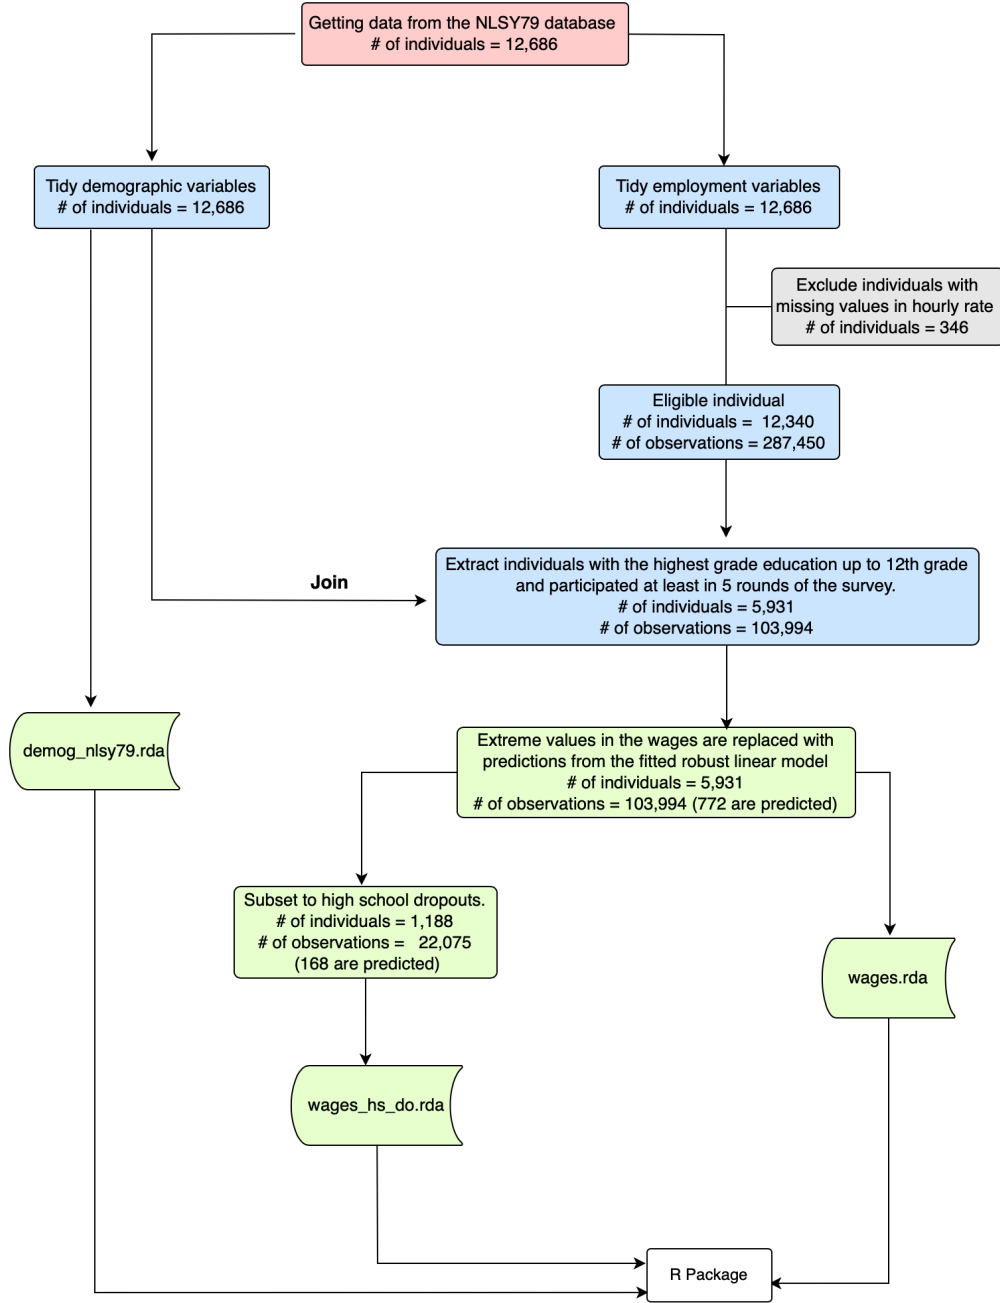 Getting data from the NLSY79 database
# of individuals = 12,686
Tidy demographic variables
# of individuals = 12,686
Tidy employment variables
# of individuals = 12,686
Exclude individuals with
missing values in hourly rate
# of individuals = 346
Eligible individual
# of individuals =  12,340
# of observations = 287,450
Join
Extract individuals with the highest grade education up to 12th grade
and participated at least in 5 rounds of the survey.
# of individuals = 5,931
# of observations = 103,994
demog_nlsy79.rda
Extreme values in the wages are replaced with
predictions from the fitted robust linear model
# of individuals = 5,931
# of observations = 103,994 (772 are predicted)
Subset to high school dropouts.
# of individuals = 1,188
# of observations =  22,075
(168 are predicted)
wages.rda
wages_hs_do.rda
R Package